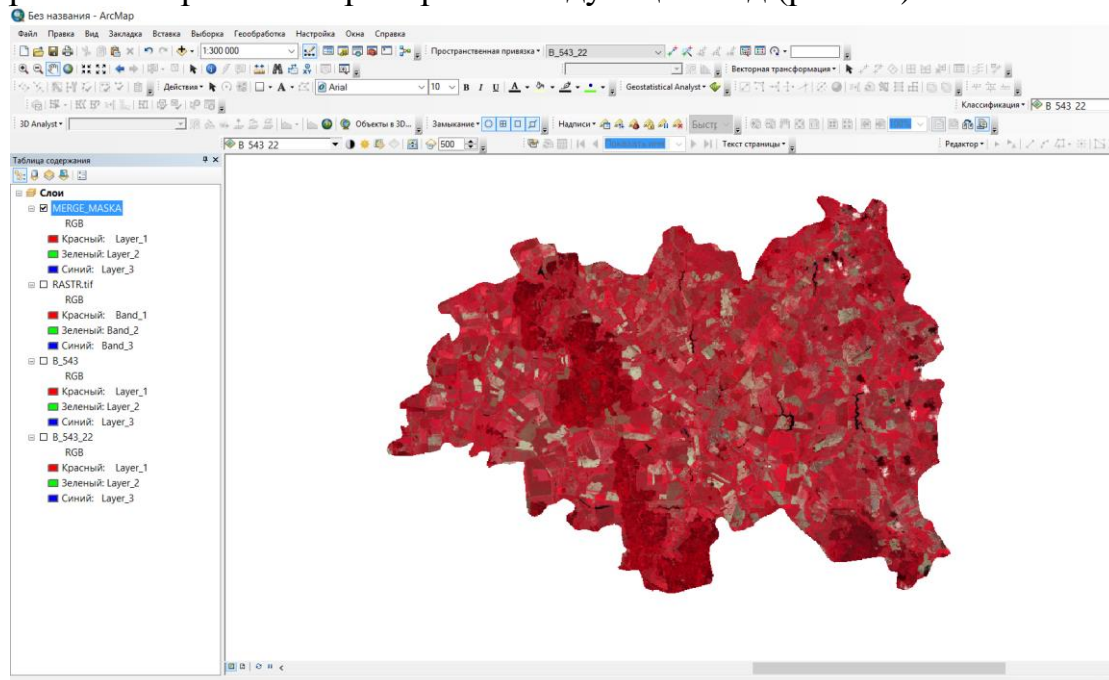 Без названия - ArcMap
Файл Правка Вид Закладка Вставка Выборка Геообработка Настройка Окна Справка
1:300 000 Пространственная привязка B_543_22
Векторная трансформация
Действия Arial 10 B I U A Geostatistical Analyst
Классификация B 543 22
3D Analyst Объекты в 3D... Замыкание Надписи Быстр
B 543 22 500 Текст страницы Редактор
Таблица содержания
Слои
MERGE_MASKA
RGB
Красный: Layer_1
Зеленый: Layer_2
Синий: Layer_3
RASTR.tif
RGB
Красный: Band_1
Зеленый: Band_2
Синий: Band_3
B_543
RGB
Красный: Layer_1
Зеленый: Layer_2
Синий: Layer_3
B_543_22
RGB
Красный: Layer_1
Зеленый: Layer_2
Синий: Layer_3